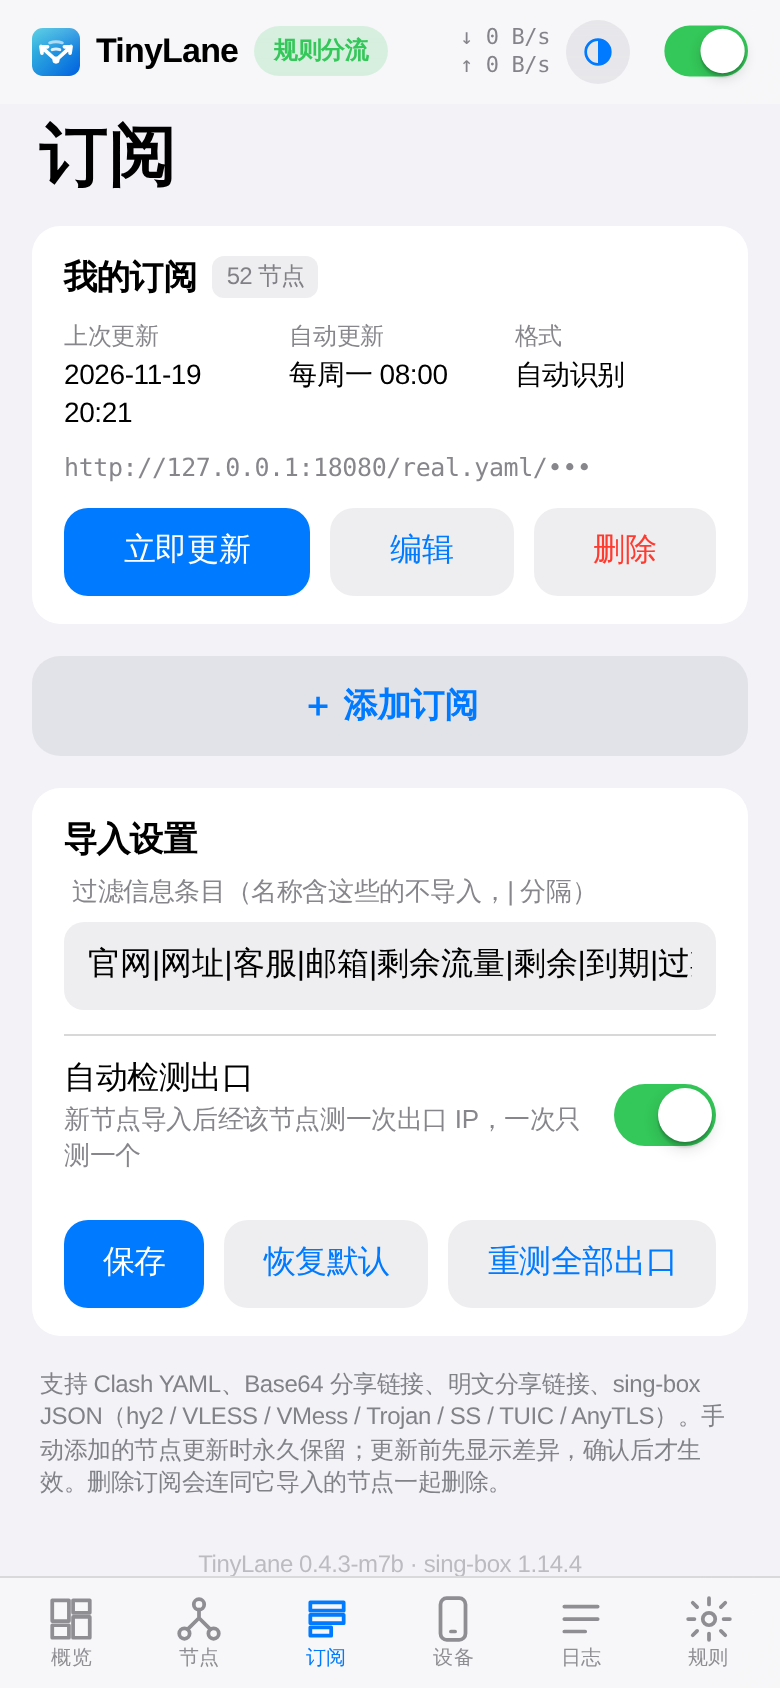 TinyLane 规则分流 ↓ 0 B/s
↑ 0 B/s
订阅
我的订阅 52 节点
上次更新 自动更新 格式
2026-11-19 20:21 每周一 08:00 自动识别
http://127.0.0.1:18080/real.yaml/•••
立即更新 编辑 删除
+ 添加订阅
导入设置
过滤信息条目（名称含这些的不导入，| 分隔）
官网|网址|客服|邮箱|剩余流量|剩余|到期|过
自动检测出口
新节点导入后经该节点测一次出口 IP，一次只
测一个
保存 恢复默认 重测全部出口
支持 Clash YAML、Base64 分享链接、明文分享链接、sing-box
JSON（hy2 / VLESS / VMess / Trojan / SS / TUIC / AnyTLS）。手
动添加的节点更新时永久保留；更新前先显示差异，确认后才生
效。删除订阅会连同它导入的节点一起删除。
TinyLane 0.4.3-m7b · sing-box 1.14.4
概览 节点 订阅 设备 日志 规则